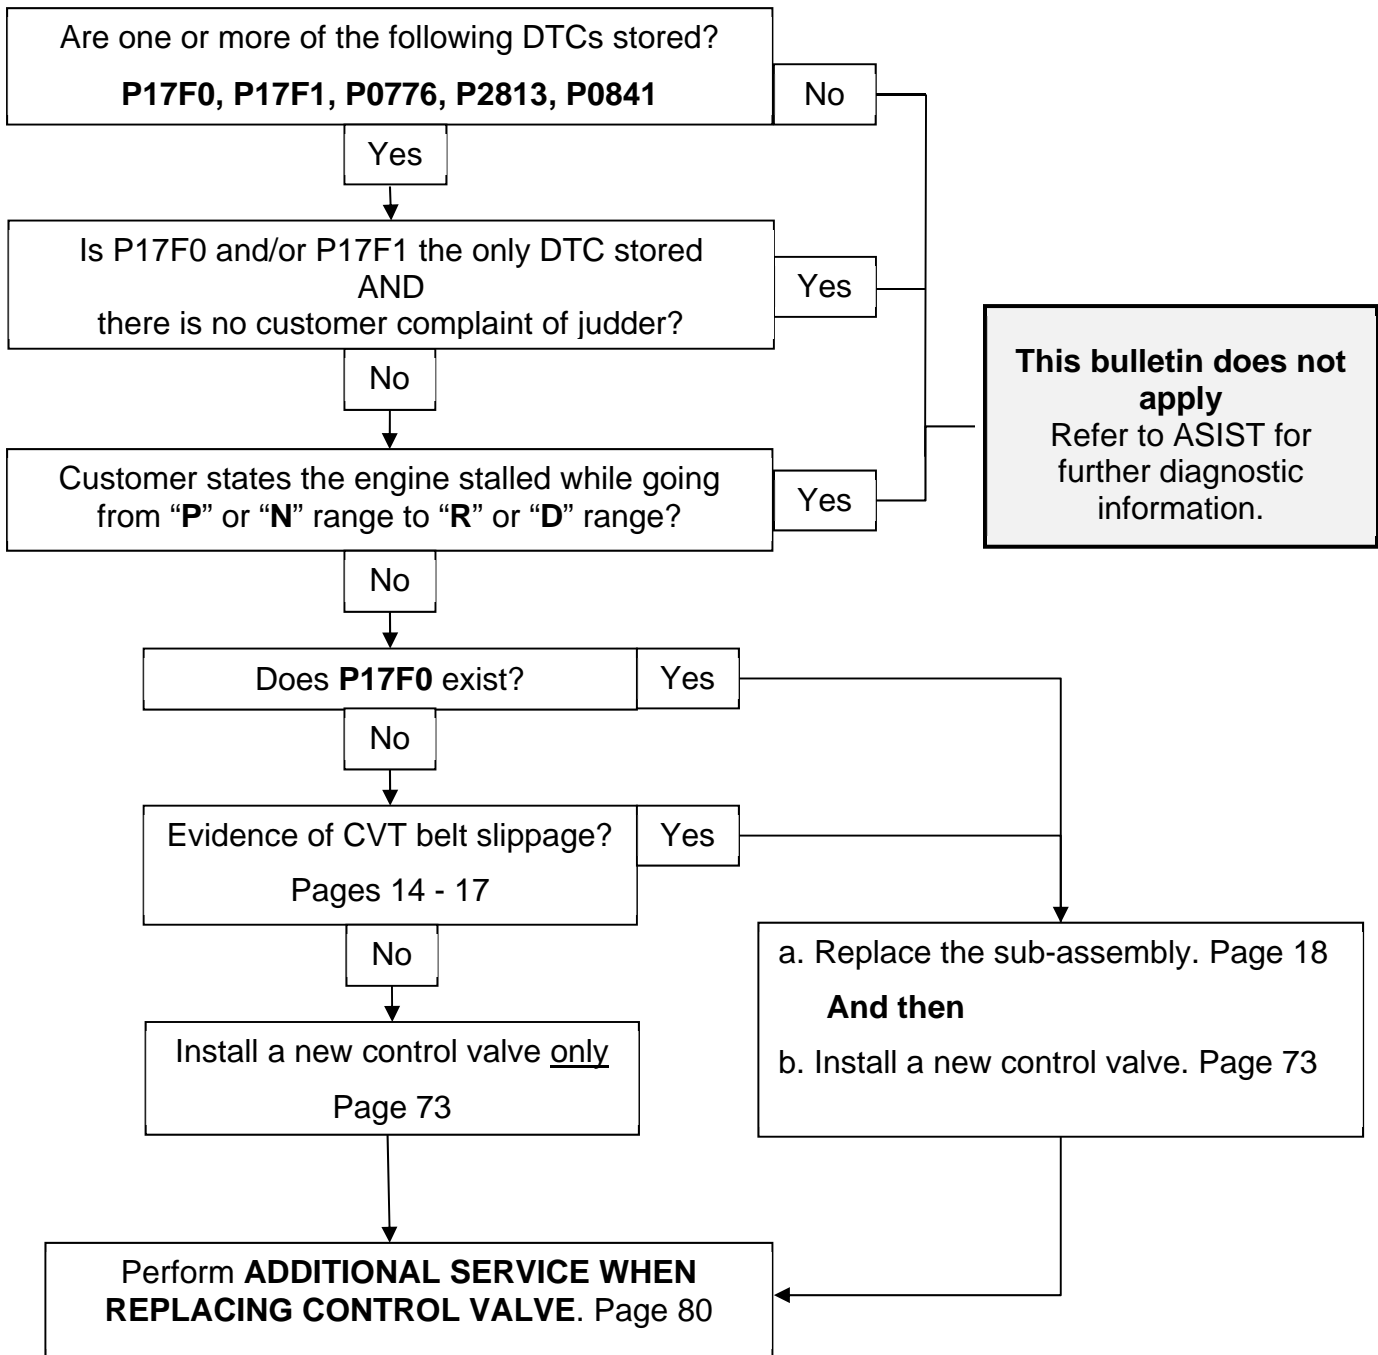 Are one or more of the following DTCs stored?
P17F0, P17F1, P0776, P2813, P0841
No
Yes
Is P17F0 and/or P17F1 the only DTC stored
AND
there is no customer complaint of judder?
Yes
No
This bulletin does not
apply
Refer to ASIST for
further diagnostic
information.
Customer states the engine stalled while going
from “P” or “N” range to “R” or “D” range?
Yes
No
Does P17F0 exist?
Yes
No
Evidence of CVT belt slippage?
Pages 14 - 17
Yes
No
a. Replace the sub-assembly. Page 18
And then
b. Install a new control valve. Page 73
Install a new control valve only
Page 73
Perform ADDITIONAL SERVICE WHEN
REPLACING CONTROL VALVE. Page 80